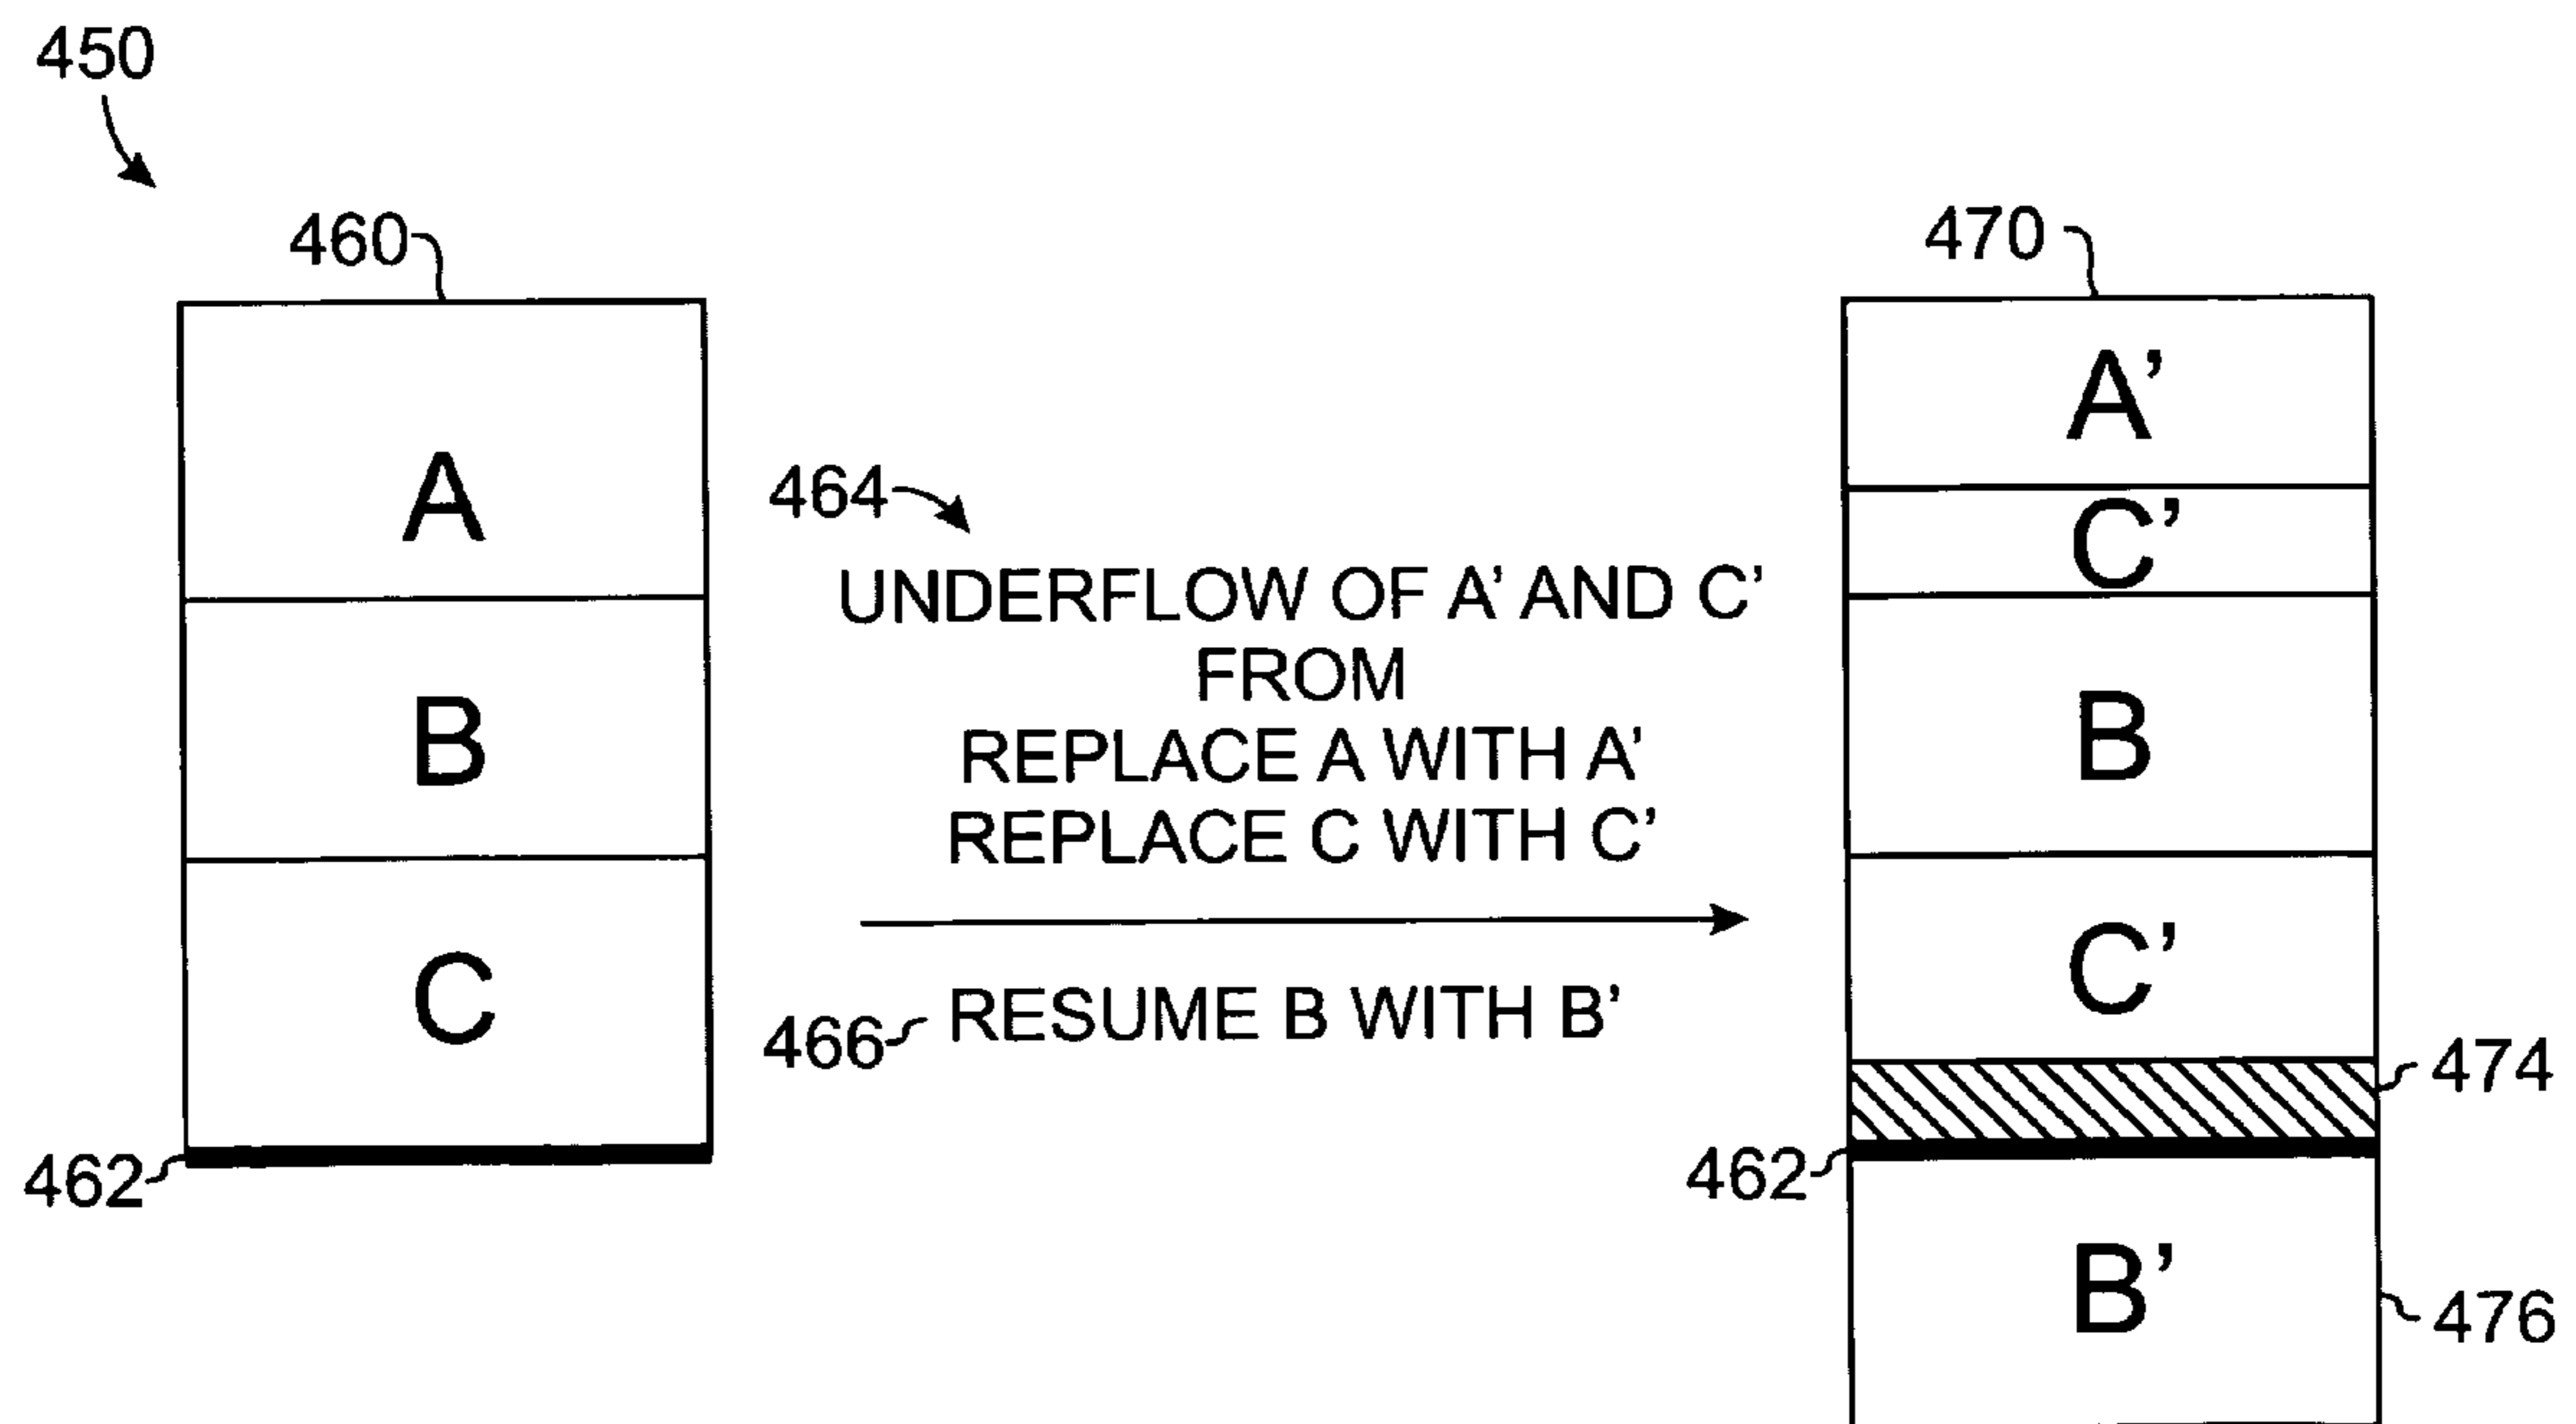 450
460
470
A
B
C
462
464
UNDERFLOW OF A’ AND C’
FROM
REPLACE A WITH A’
REPLACE C WITH C’
466
RESUME B WITH B’
A’
C’
B
C’
474
462
B’
476